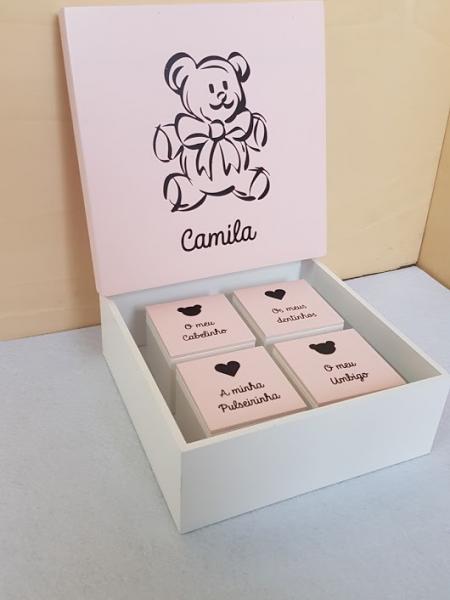 Camila
O meu
Cabelinho
Os meus
dentinhos
A minha
Pulseirinha
O meu
Umbigo